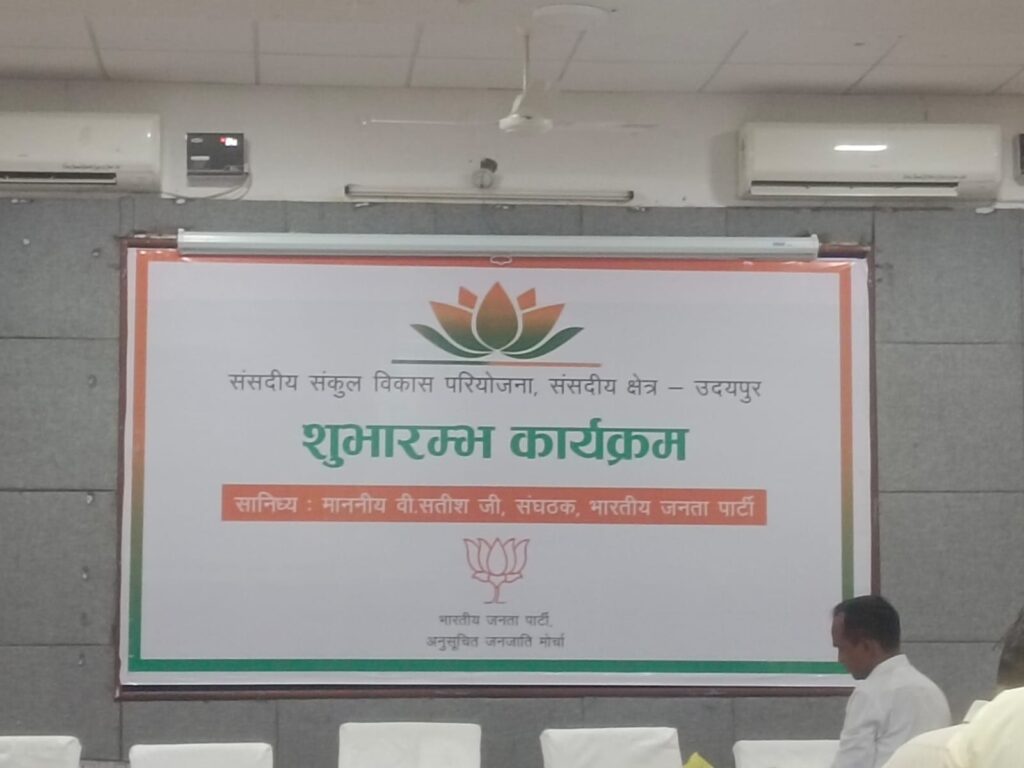 संसदीय संकुल विकास परियोजना, संसदीय क्षेत्र – उदयपुर
शुभारम्भ कार्यक्रम
सानिध्य : माननीय वी.सतीश जी, संघठक, भारतीय जनता पार्टी
भारतीय जनता पार्टी,
अनुसूचित जनजाति मोर्चा